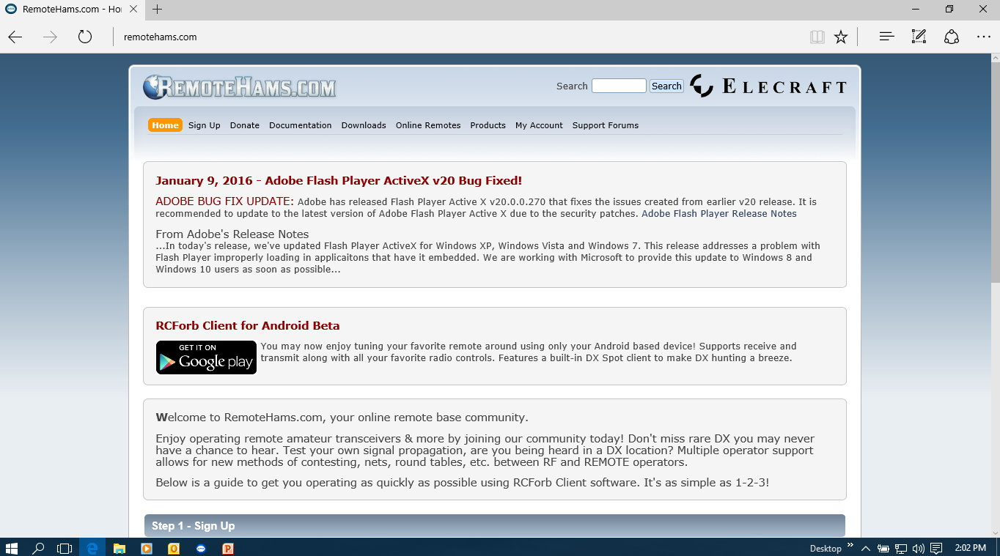 RemoteHams.com - Ho
remotehams.com
REMOTEHAMS.COM
Search
Search
ELECRAFT
Home Sign Up Donate Documentation Downloads Online Remotes Products My Account Support Forums
January 9, 2016 - Adobe Flash Player ActiveX v20 Bug Fixed!
ADOBE BUG FIX UPDATE: Adobe has released Flash Player Active X v20.0.0.270 that fixes the issues created from earlier v20 release. It is
recommended to update to the latest version of Adobe Flash Player Active X due to the security patches. Adobe Flash Player Release Notes
From Adobe's Release Notes
...In today's release, we've updated Flash Player ActiveX for Windows XP, Windows Vista and Windows 7. This release addresses a problem with
Flash Player improperly loading in applicaitons that have it embedded. We are working with Microsoft to provide this update to Windows 8 and
Windows 10 users as soon as possible...
RCForb Client for Android Beta
GET IT ON
Google play
You may now enjoy tuning your favorite remote around using only your Android based device! Supports receive and
transmit along with all your favorite radio controls. Features a built-in DX Spot client to make DX hunting a breeze.
Welcome to RemoteHams.com, your online remote base community.
Enjoy operating remote amateur transceivers & more by joining our community today! Don't miss rare DX you may never
have a chance to hear. Test your own signal propagation, are you being heard in a DX location? Multiple operator support
allows for new methods of contesting, nets, round tables, etc. between RF and REMOTE operators.
Below is a guide to get you operating as quickly as possible using RCForb Client software. It's as simple as 1-2-3!
Step 1 - Sign Up
Desktop
2:02 PM